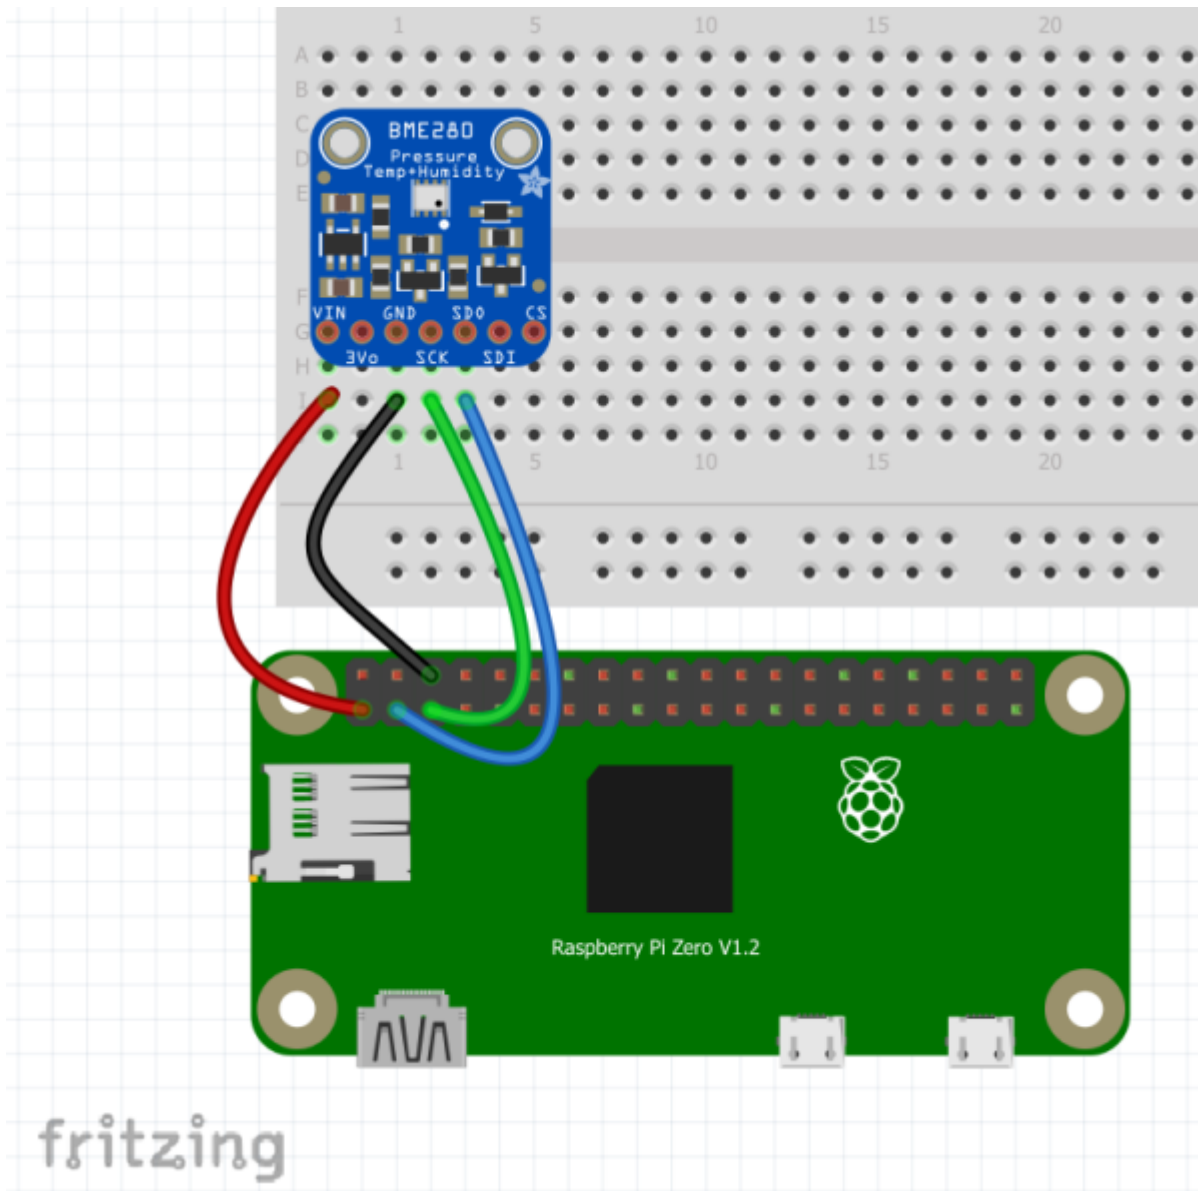 1 5 10 15 20
A
B
C
D
E
BME280
Pressure
Temp+Humidity
F
VIN GND SDO CS
G
3Vo SCK SDI
H
I
1 5 10 15 20
Raspberry Pi Zero V1.2
fritzing